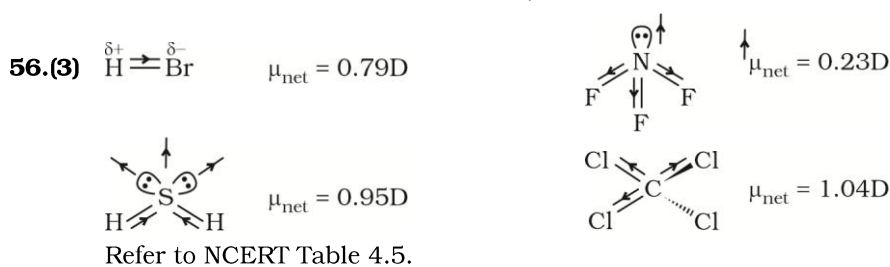 56.(3) δ+ δ−
H Br μnet = 0.79D
N
F F
F
μnet = 0.23D
S
H H
μnet = 0.95D
Cl Cl
C
Cl Cl
μnet = 1.04D
Refer to NCERT Table 4.5.